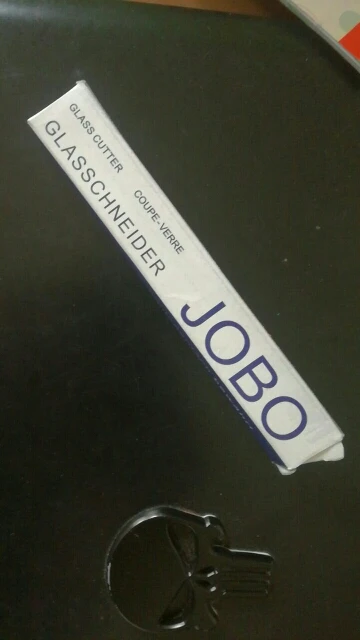 GLASS CUTTER
COUPE-VERRE
GLASSCHNEIDER
JOBO